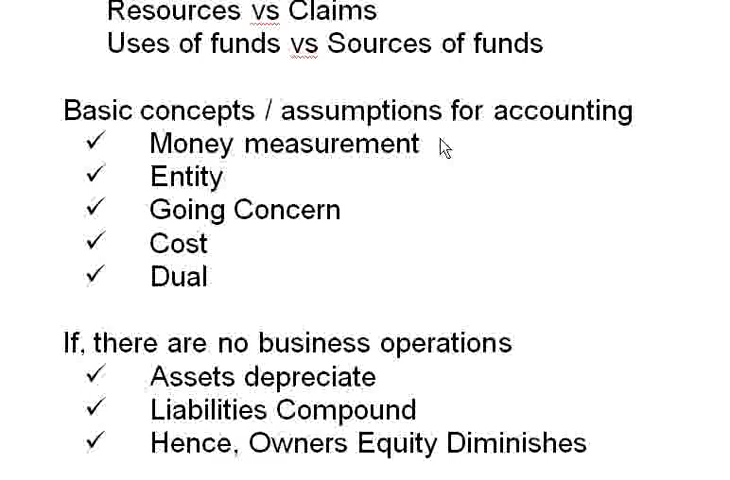 Resources vs Claims
Uses of funds vs Sources of funds
Basic concepts / assumptions for accounting
✓ Money measurement
✓ Entity
✓ Going Concern
✓ Cost
✓ Dual
If, there are no business operations
✓ Assets depreciate
✓ Liabilities Compound
✓ Hence, Owners Equity Diminishes